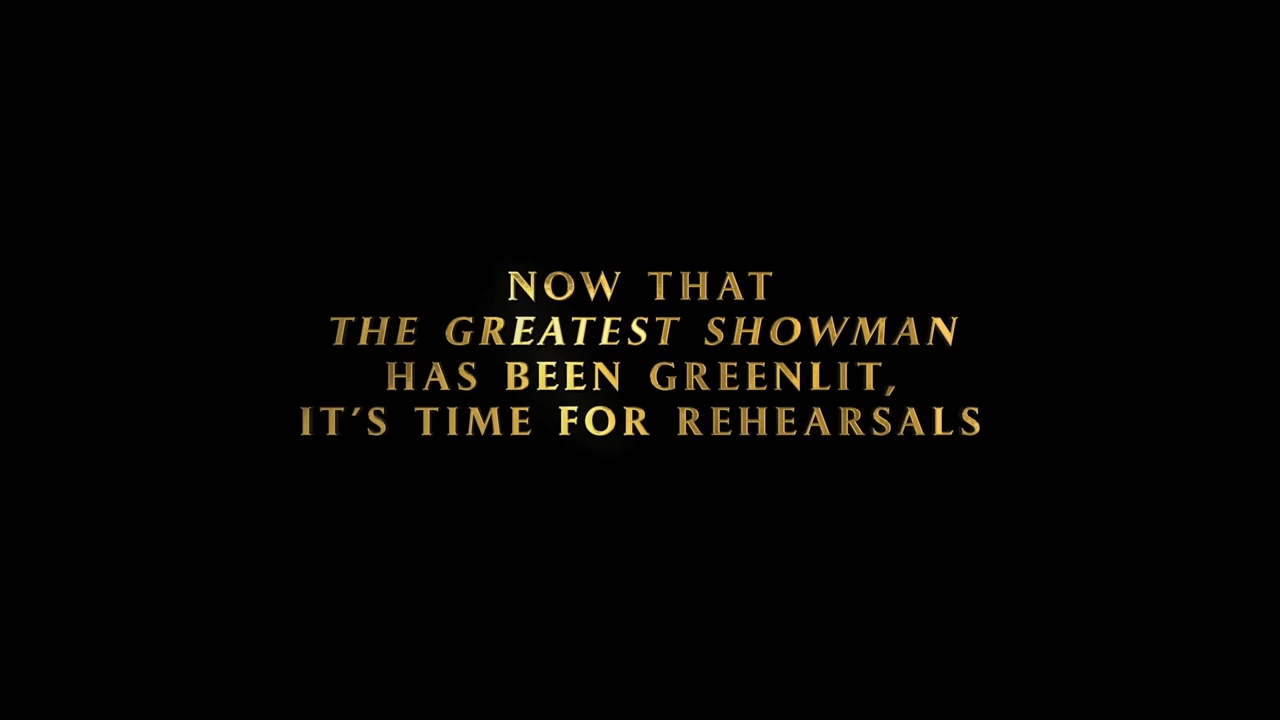 NOW THAT
THE GREATEST SHOWMAN
HAS BEEN GREENLIT,
IT'S TIME FOR REHEARSALS